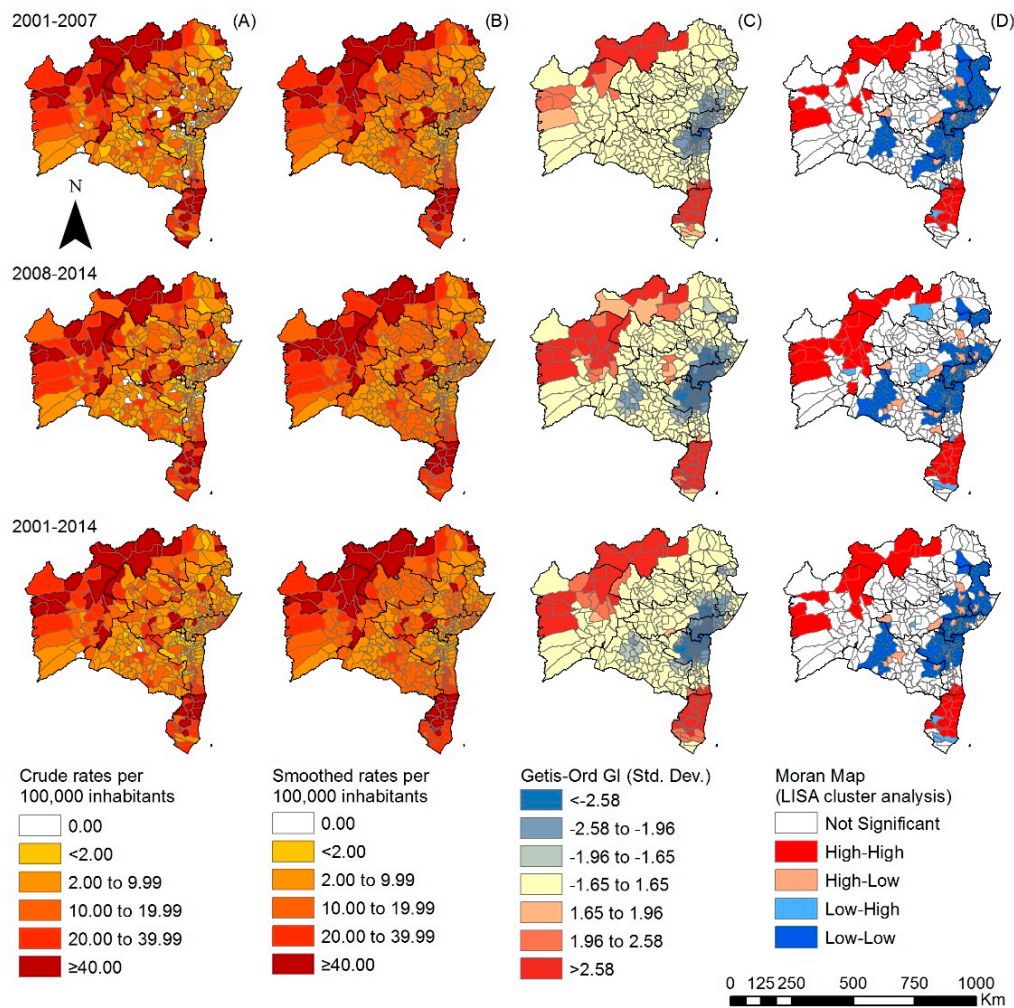 2001-2007
(A)
(B)
(C)
(D)
N
2008-2014
2001-2014
Crude rates per
100,000 inhabitants
0.00
<2.00
2.00 to 9.99
10.00 to 19.99
20.00 to 39.99
≥40.00
Smoothed rates per
100,000 inhabitants
0.00
<2.00
2.00 to 9.99
10.00 to 19.99
20.00 to 39.99
≥40.00
Getis-Ord GI (Std. Dev.)
<-2.58
-2.58 to -1.96
-1.96 to -1.65
-1.65 to 1.65
1.65 to 1.96
1.96 to 2.58
>2.58
Moran Map
(LISA cluster analysis)
Not Significant
High-High
High-Low
Low-High
Low-Low
0 125 250 500 750 1000
Km